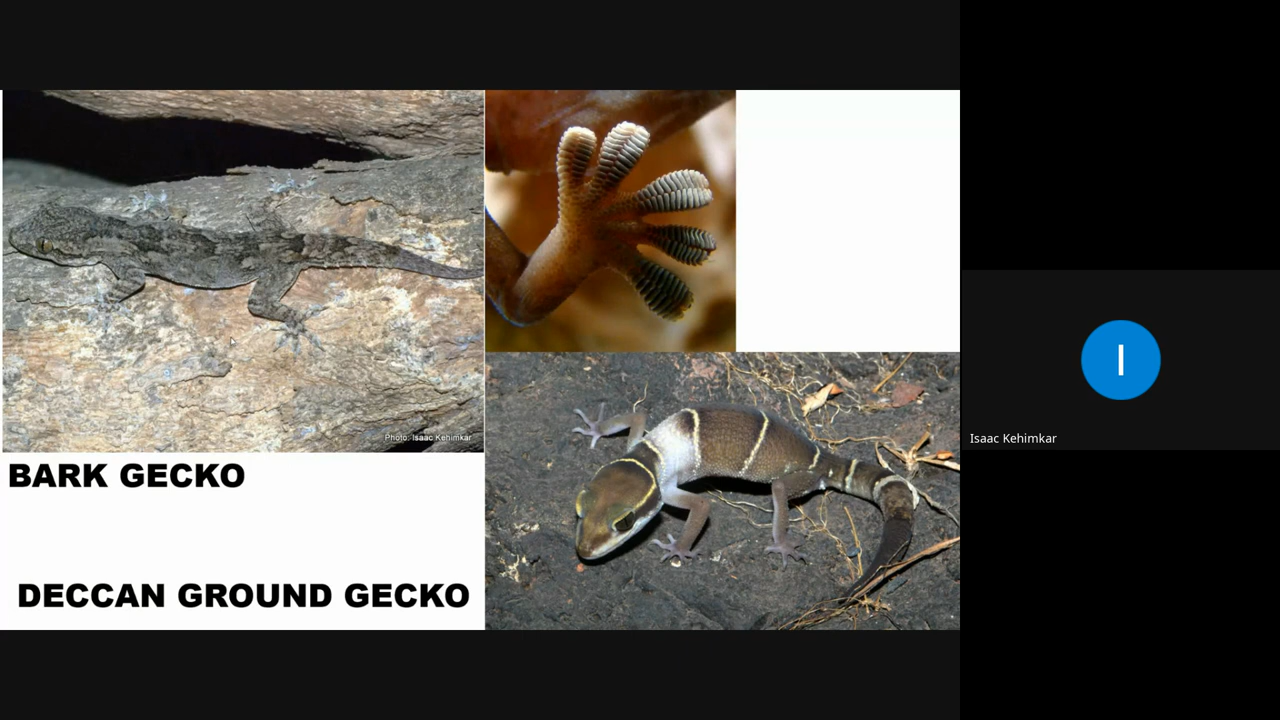 Photo: Isaac Kehimkar
BARK GECKO
DECCAN GROUND GECKO
I
Isaac Kehimkar